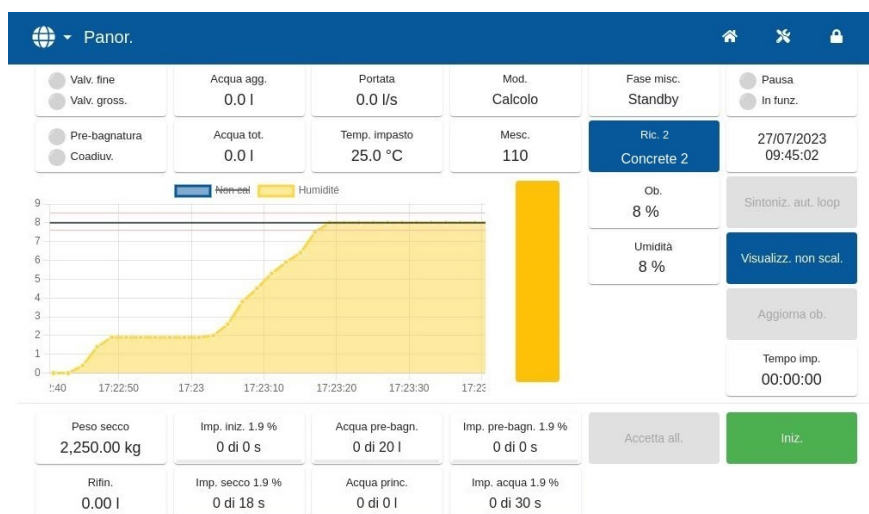 Panor.
Valv. fine
Valv. gross.
Acqua agg.
0.0 l
Portata
0.0 l/s
Mod.
Calcolo
Fase misc.
Standby
Pausa
In funz.
Pre-bagnatura
Coadiuv.
Acqua tot.
0.0 l
Temp. impasto
25.0 °C
Mesc.
110
Ric. 2
Concrete 2
27/07/2023
09:45:02
Non cal
Humidité
9
8
7
6
5
4
3
2
1
0
:40
17:22:50
17:23
17:23:10
17:23:20
17:23:30
17:23
Ob.
8 %
Umidità
8 %
Sintoniz. aut. loop
Visualizz. non scal.
Aggiorna ob.
Tempo imp.
00:00:00
Peso secco
2,250.00 kg
Imp. iniz. 1.9 %
0 di 0 s
Acqua pre-bagn.
0 di 20 l
Imp. pre-bagn. 1.9 %
0 di 0 s
Accetta all.
Iniz.
Rifin.
0.00 l
Imp. secco 1.9 %
0 di 18 s
Acqua princ.
0 di 0 l
Imp. acqua 1.9 %
0 di 30 s